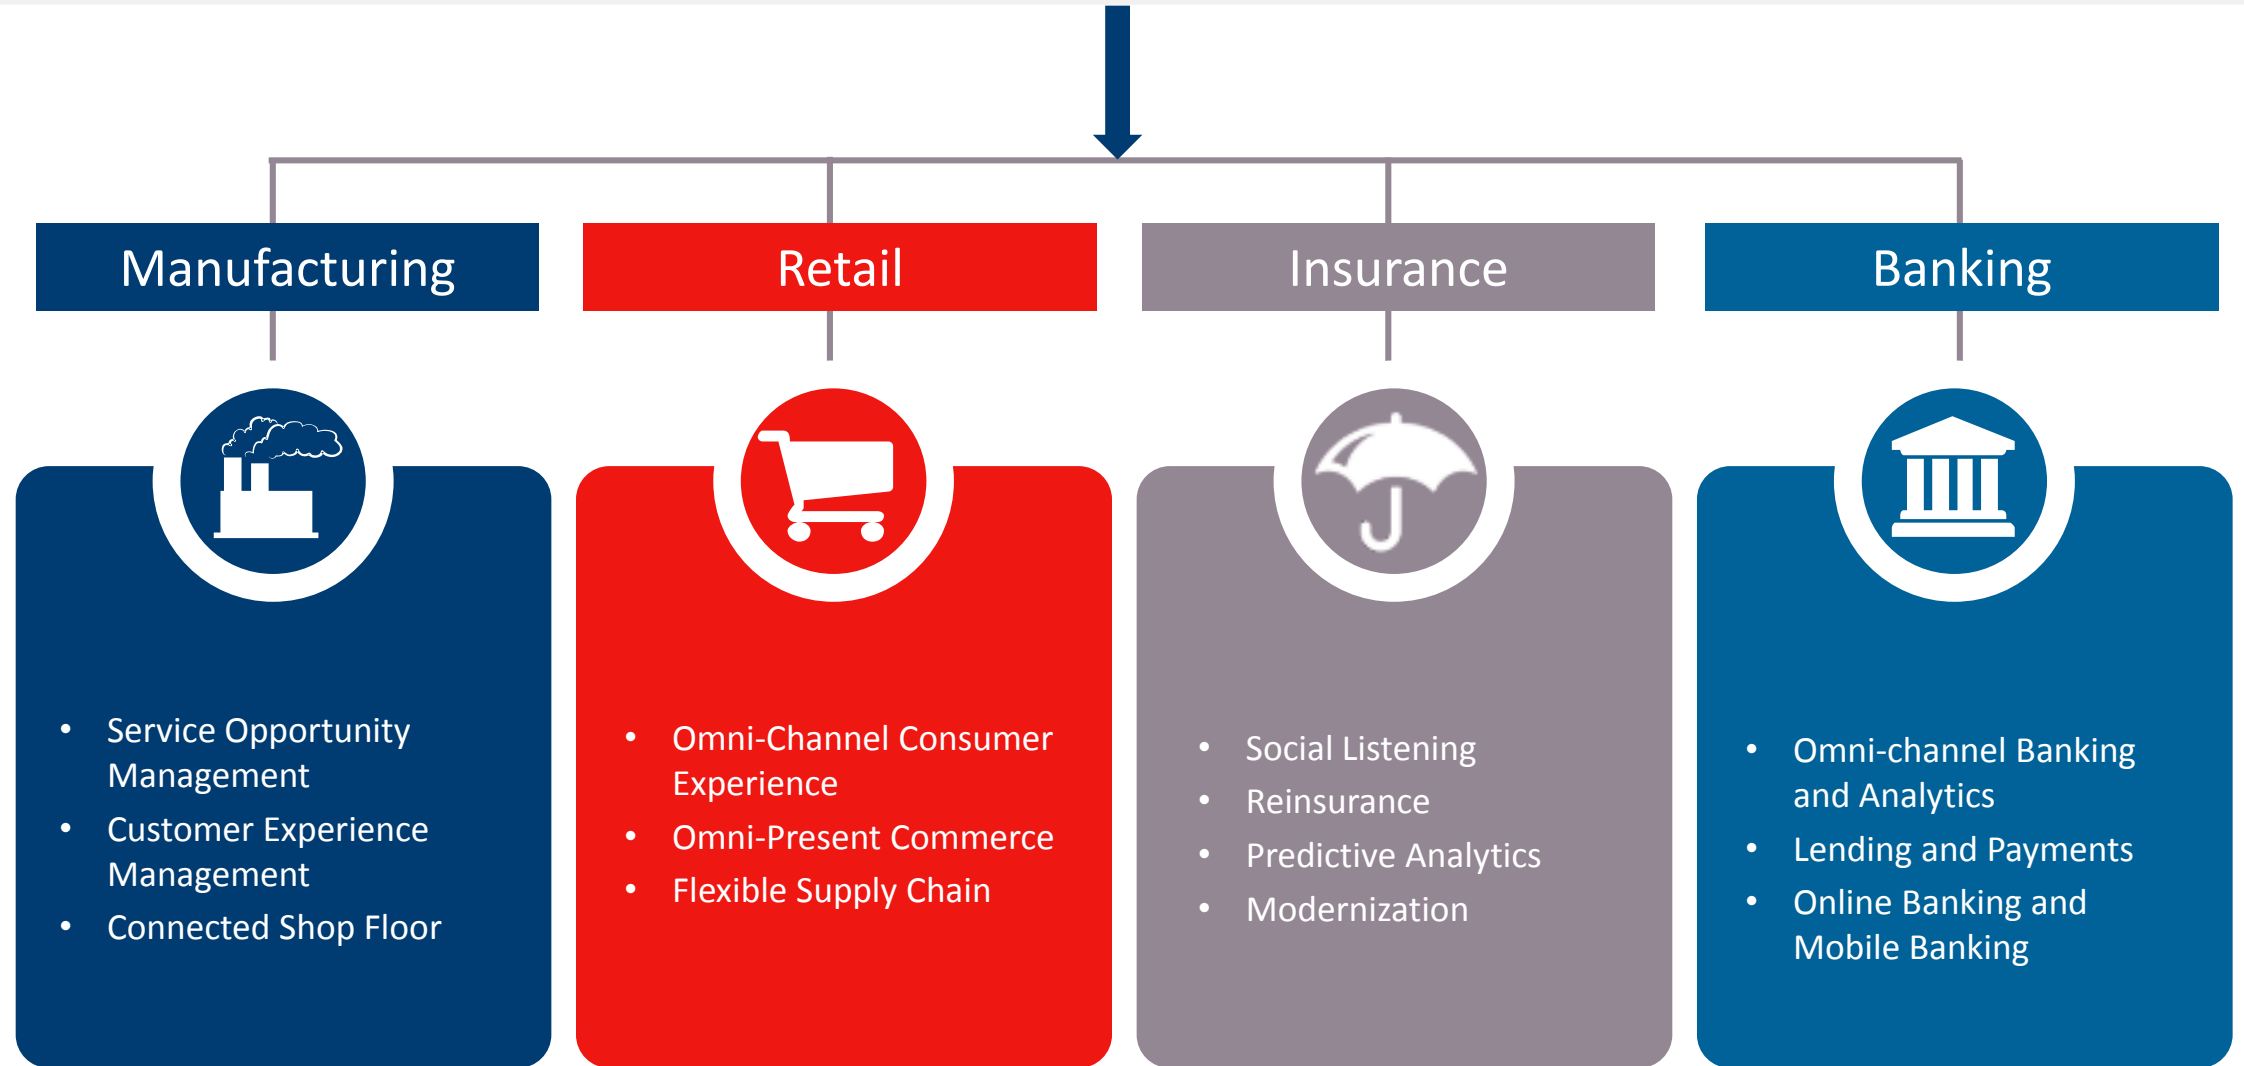 Manufacturing
Retail
Insurance
Banking
• Service Opportunity
Management
• Customer Experience
Management
• Connected Shop Floor
• Omni-Channel Consumer
Experience
• Omni-Present Commerce
• Flexible Supply Chain
• Social Listening
• Reinsurance
• Predictive Analytics
• Modernization
• Omni-channel Banking
and Analytics
• Lending and Payments
• Online Banking and
Mobile Banking